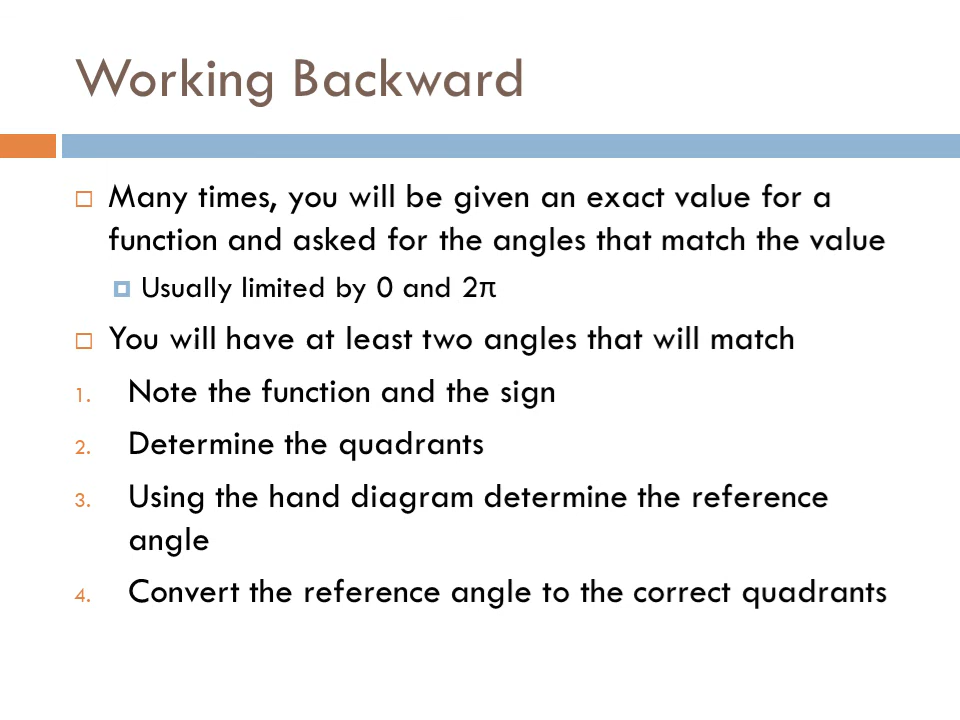 Working Backward
Many times, you will be given an exact value for a
function and asked for the angles that match the value
Usually limited by 0 and 2π
You will have at least two angles that will match
1. Note the function and the sign
2. Determine the quadrants
3. Using the hand diagram determine the reference
angle
4. Convert the reference angle to the correct quadrants